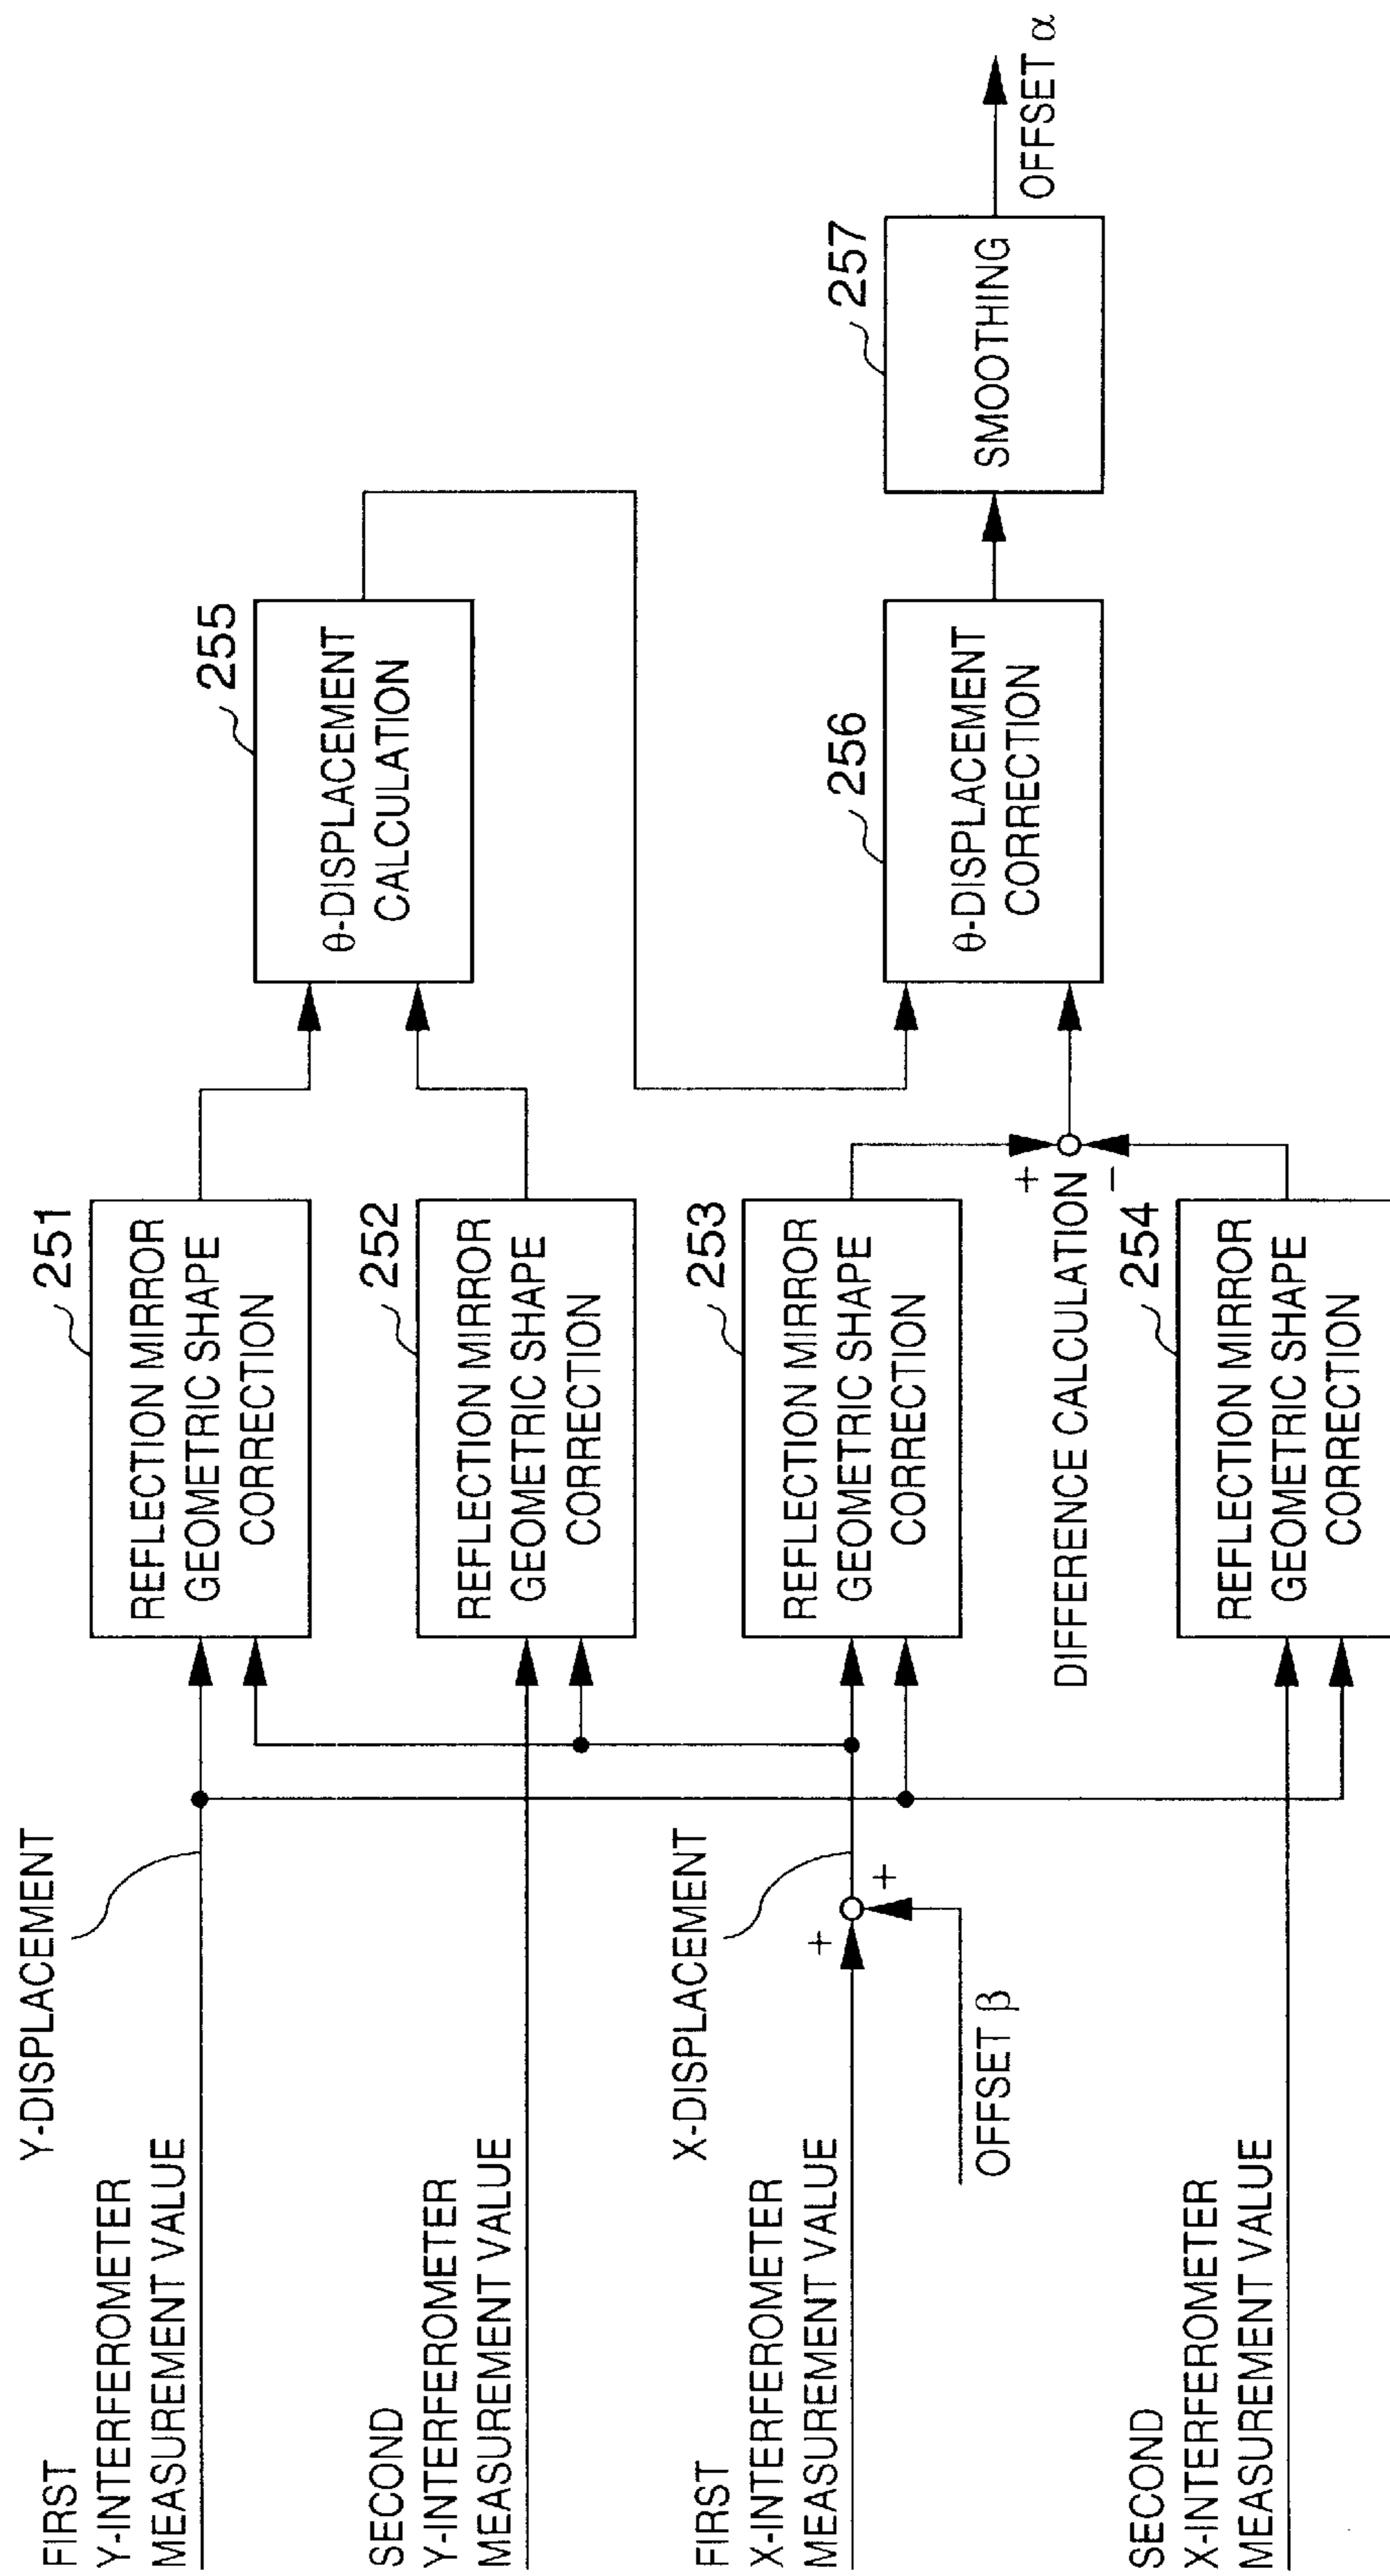 FIRST
Y-INTERFEROMETER
MEASUREMENT VALUE
Y-DISPLACEMENT
251
REFLECTION MIRROR
GEOMETRIC SHAPE
CORRECTION
255
θ-DISPLACEMENT
CALCULATION
SECOND
Y-INTERFEROMETER
MEASUREMENT VALUE
252
REFLECTION MIRROR
GEOMETRIC SHAPE
CORRECTION
FIRST
X-INTERFEROMETER
MEASUREMENT VALUE
X-DISPLACEMENT
+
+
OFFSET β
253
REFLECTION MIRROR
GEOMETRIC SHAPE
CORRECTION
+
−
DIFFERENCE CALCULATION
256
θ-DISPLACEMENT
CORRECTION
257
SMOOTHING
OFFSET α
SECOND
X-INTERFEROMETER
MEASUREMENT VALUE
254
REFLECTION MIRROR
GEOMETRIC SHAPE
CORRECTION